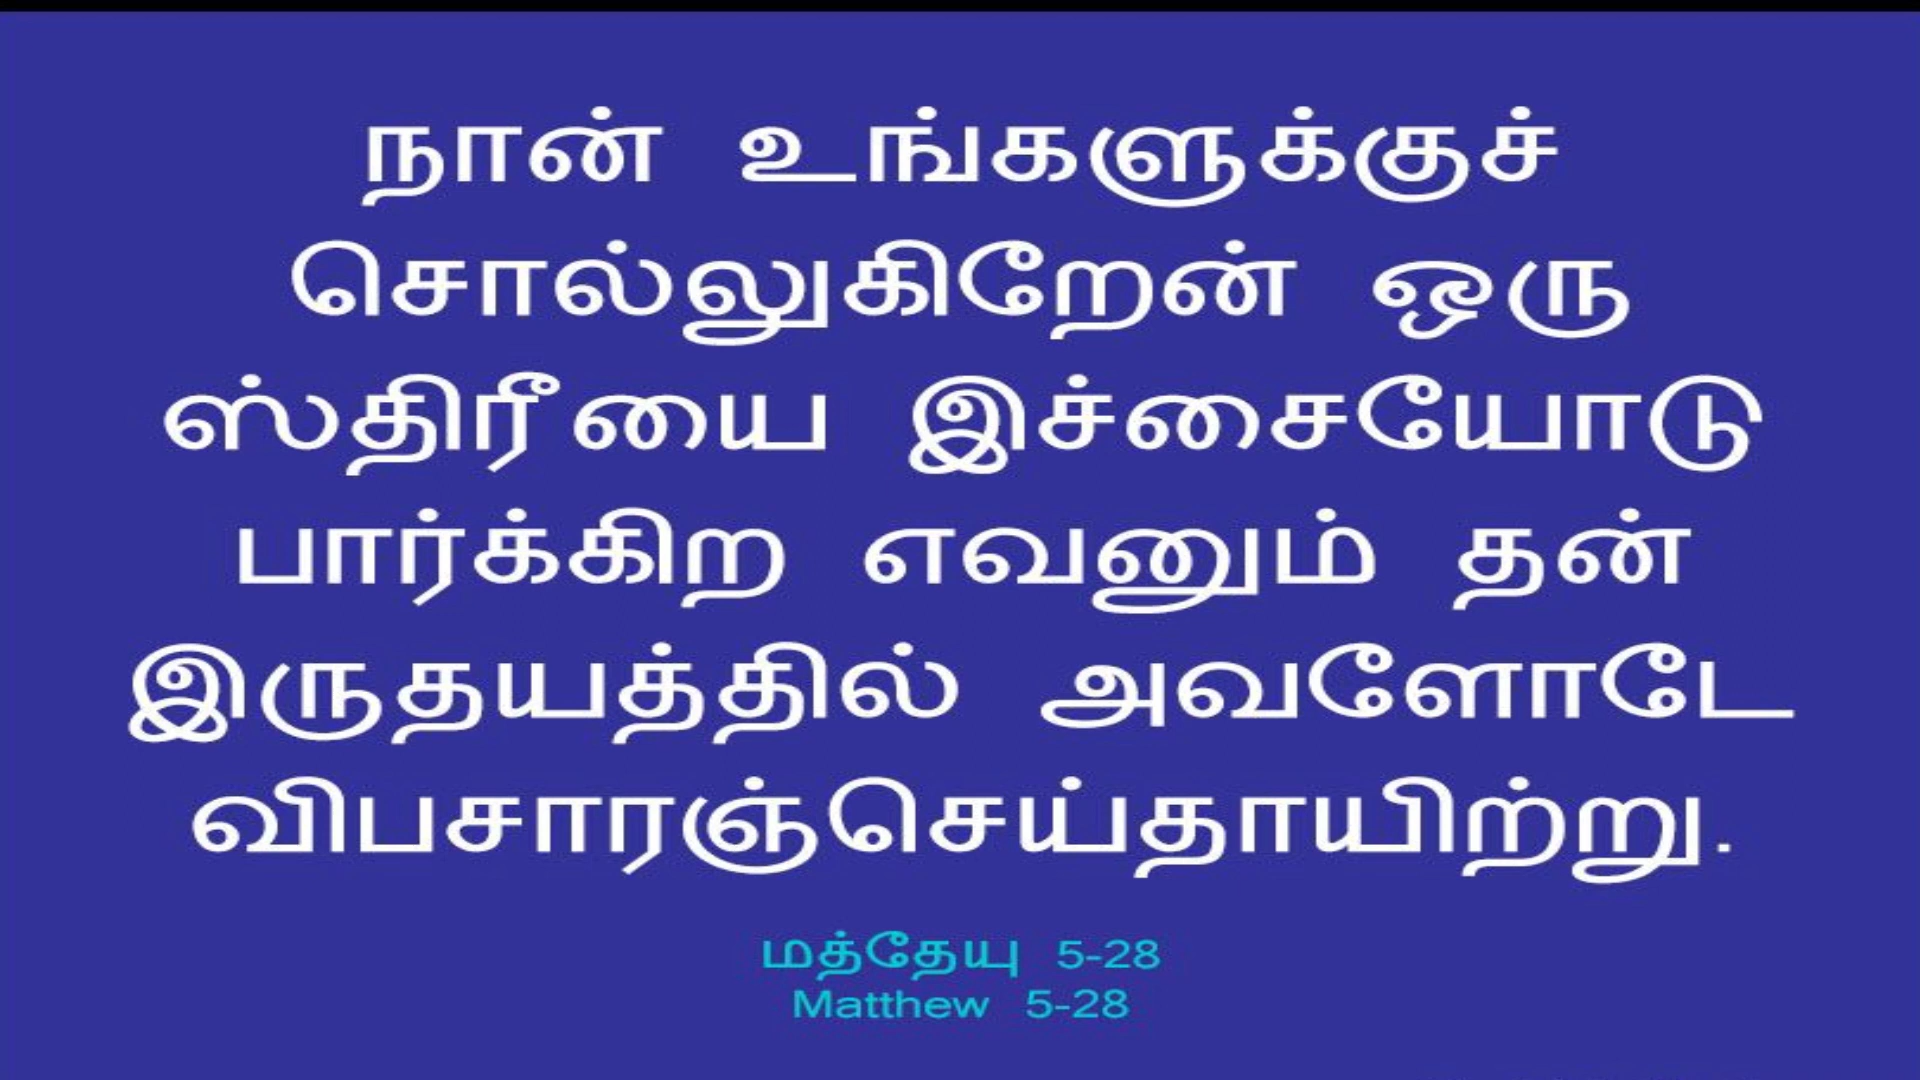 நான் உங்களுக்குச்
சொல்லுகிறேன் ஒரு
ஸ்திரீயை இச்சையோடு
பார்க்கிற எவனும் தன்
இருதயத்தில் அவளோடே
விபசாரஞ்செய்தாயிற்று.
மத்தேயு 5-28
Matthew 5-28